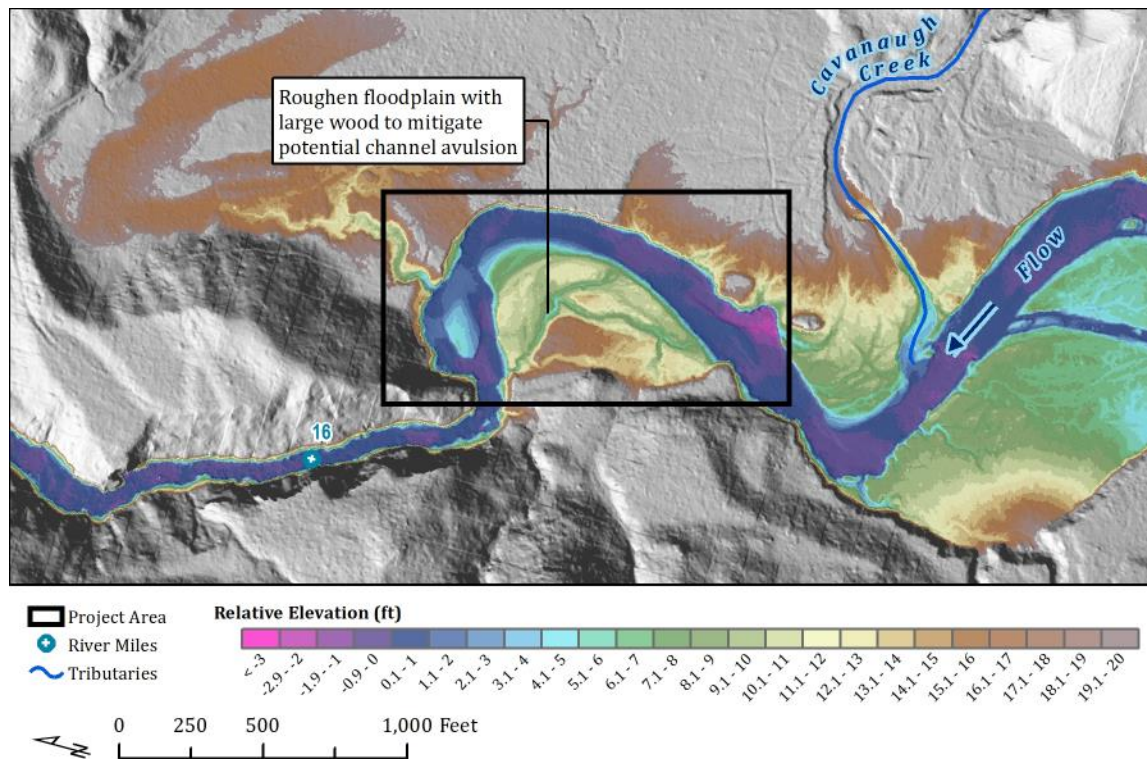 Cavanaugh
Creek
Roughen floodplain with
large wood to mitigate
potential channel avulsion
Flow
16
Project Area
River Miles
Tributaries
Relative Elevation (ft)
< -3
-2.9 - -2
-1.9 - -1
-0.9 - 0
0.1 - 1
1.1 - 2
2.1 - 3
3.1 - 4
4.1 - 5
5.1 - 6
6.1 - 7
7.1 - 8
8.1 - 9
9.1 - 10
10.1 - 11
11.1 - 12
12.1 - 13
13.1 - 14
14.1 - 15
15.1 - 16
16.1 - 17
17.1 - 18
18.1 - 19
19.1 - 20
0 250 500 1,000 Feet
N